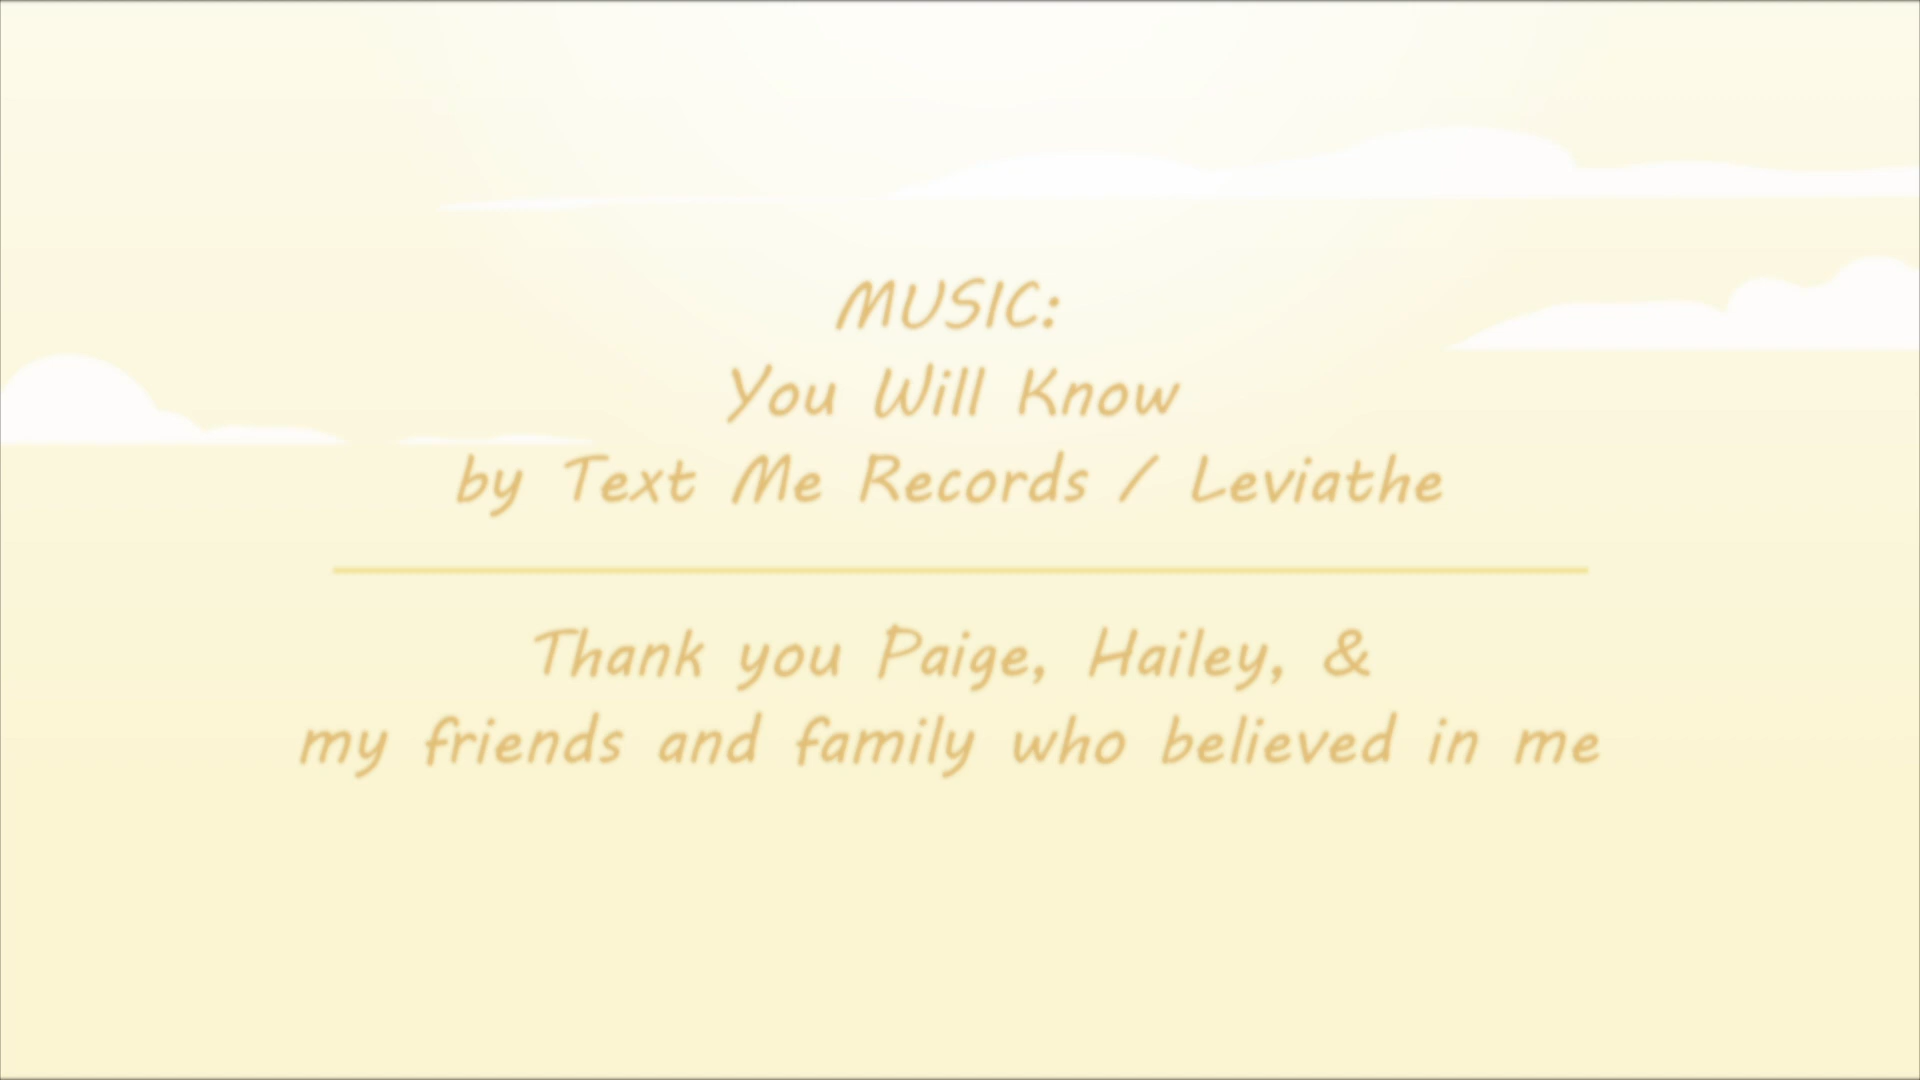 MUSIC:
You Will Know
by Text Me Records / Leviathe
Thank you Paige, Hailey, &
my friends and family who believed in me